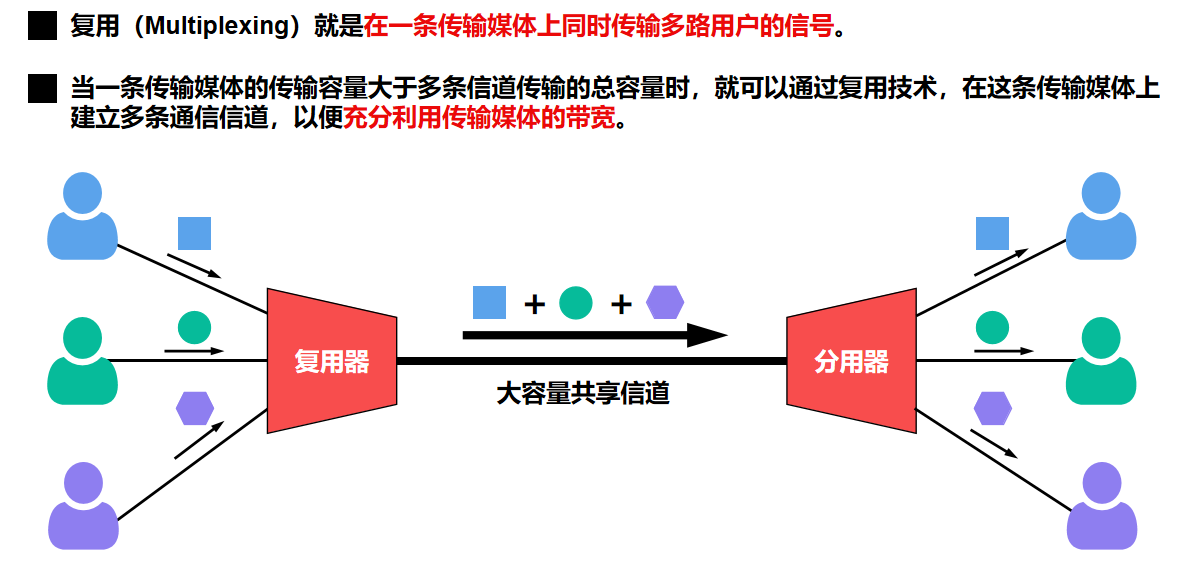 复用（Multiplexing）就是在一条传输媒体上同时传输多路用户的信号。
当一条传输媒体的传输容量大于多条信道传输的总容量时，就可以通过复用技术，在这条传输媒体上
建立多条通信信道，以便充分利用传输媒体的带宽。
+ +
复用器
分用器
大容量共享信道